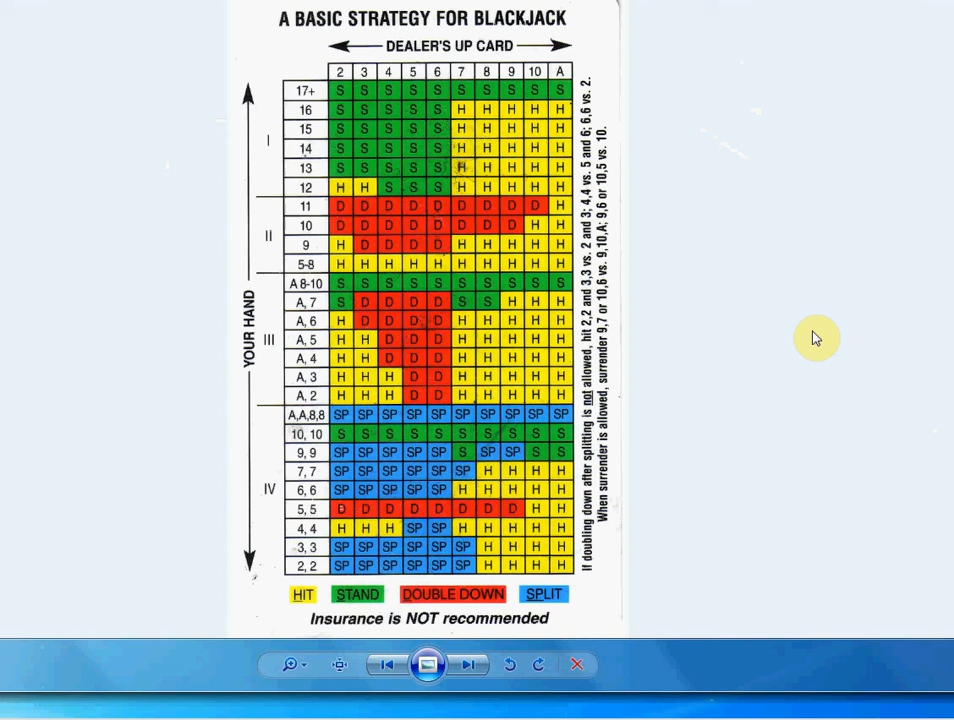 A BASIC STRATEGY FOR BLACKJACK
DEALER'S UP CARD
2 3 4 5 6 7 8 9 10 A
17+ S S S S S S S S S S
16 S S S S S H H H H H
15 S S S S S H H H H H
14 S S S S S H H H H H
13 S S S S S H H H H H
12 H H S S S H H H H H
11 D D D D D D D D D H
10 D D D D D D D D H H
9 H D D D D H H H H H
5-8 H H H H H H H H H H
A 8-10 S S S S S S S S S S
A, 7 S D D D D S S H H H
A, 6 H D D D D H H H H H
A, 5 H H D D D H H H H H
A, 4 H H D D D H H H H H
A, 3 H H H D D H H H H H
A, 2 H H H D D H H H H H
A,A,8,8 SP SP SP SP SP SP SP SP SP SP
10, 10 S S S S S S S S S S
9, 9 SP SP SP SP SP S SP SP S S
7, 7 SP SP SP SP SP SP H H H H
6, 6 SP SP SP SP SP H H H H H
5, 5 D D D D D D D D H H
4, 4 H H H SP SP H H H H H
3, 3 SP SP SP SP SP SP H H H H
2, 2 SP SP SP SP SP SP H H H H
I
II
III
IV
YOUR HAND
If doubling down after splitting is not allowed, hit 2,2 and 3,3 vs. 2 and 3; 4,4 vs. 5 and 6; 6,6 vs. 2.
When surrender is allowed, surrender 9,7 or 10,6 vs. 9,10,A; 9,6 or 10,5 vs. 10.
HIT STAND DOUBLE DOWN SPLIT
Insurance is NOT recommended